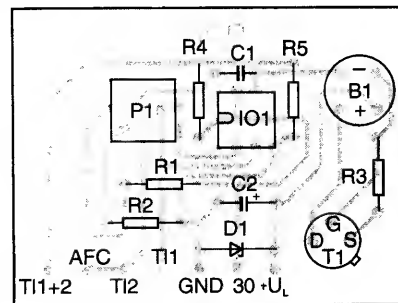 R4 C1 R5
P1 IO1 − B1 +
R1 C2 + R3
R2 D1 D G S
AFC TI1 T1
TI1+2 TI2 GND 30 +UL